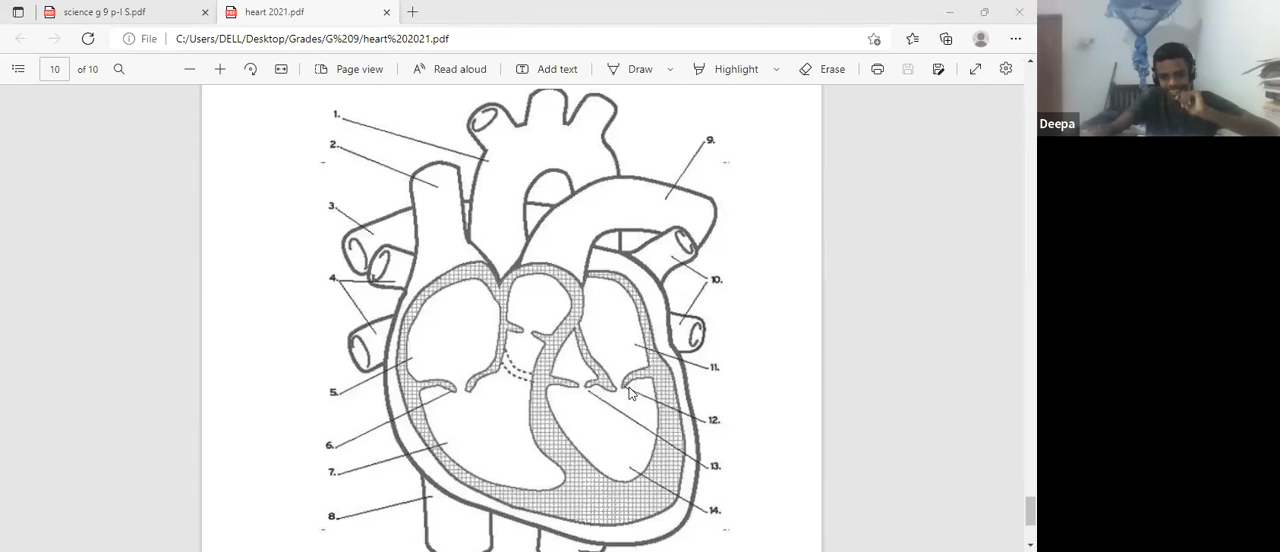 science g 9 p-I S.pdf
heart 2021.pdf
File C:/Users/DELL/Desktop/Grades/G%209/heart%202021.pdf
10 of 10 Page view Read aloud Add text Draw Highlight Erase
Deepa
1.
2.
3.
4.
5.
6.
7.
8.
9.
10.
11.
12.
13.
14.